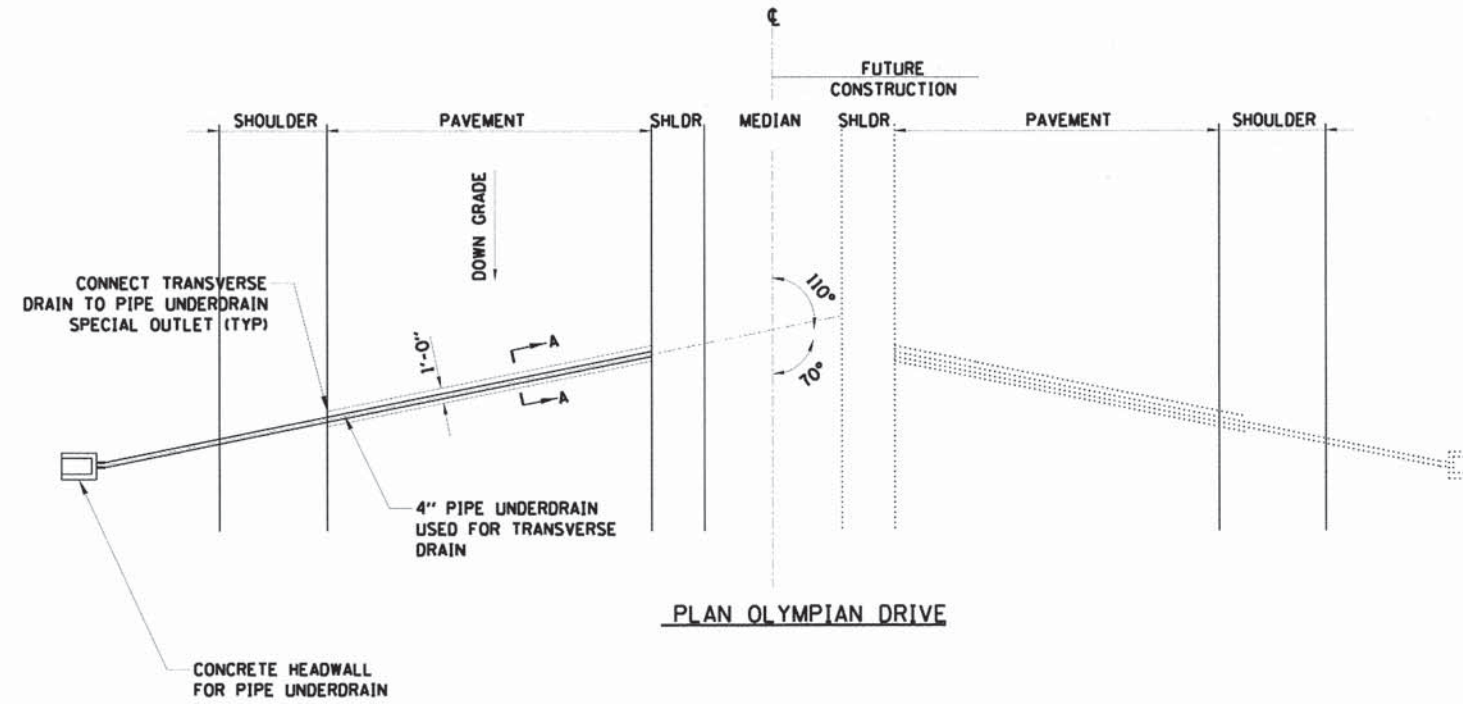 ℄
FUTURE
CONSTRUCTION
SHOULDER PAVEMENT SHLDR MEDIAN SHLDR. PAVEMENT SHOULDER
DOWN GRADE
CONNECT TRANSVERSE
DRAIN TO PIPE UNDERDRAIN
SPECIAL OUTLET (TYP)
1'-0"
A
A
110°
70°
4" PIPE UNDERDRAIN
USED FOR TRANSVERSE
DRAIN
PLAN OLYMPIAN DRIVE
CONCRETE HEADWALL
FOR PIPE UNDERDRAIN